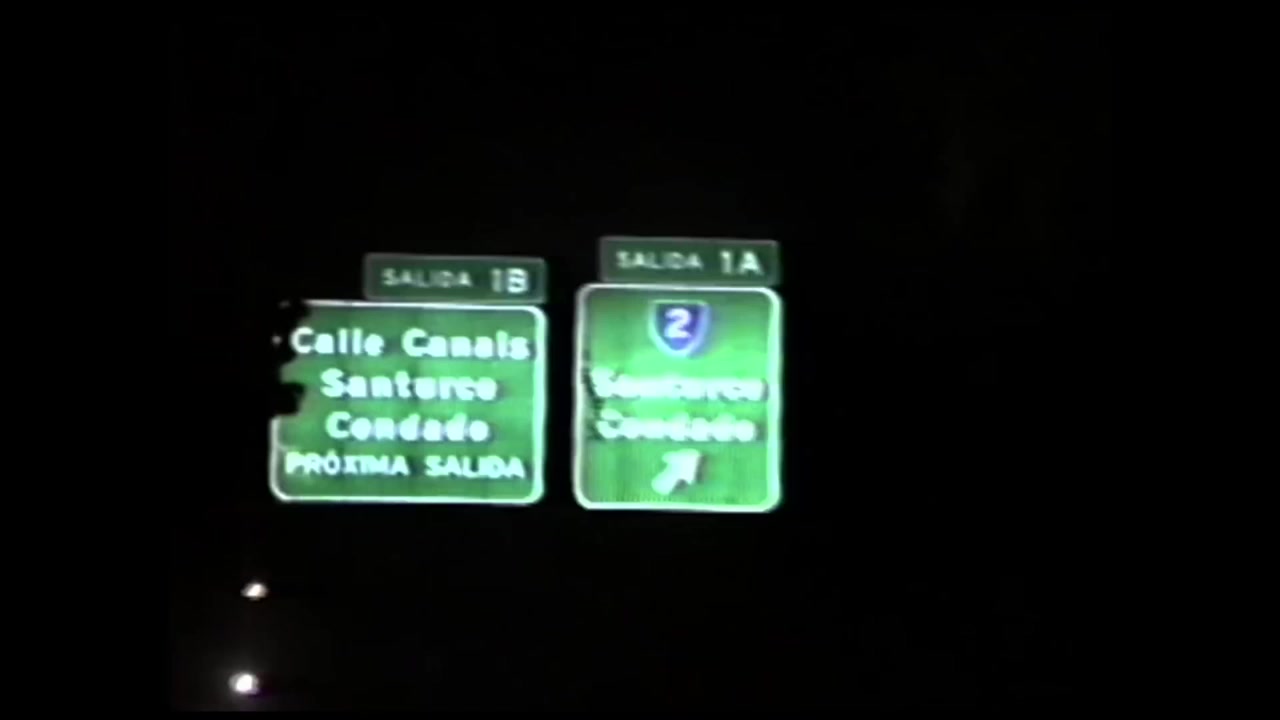 SALIDA 1B
Calle Canals
Santurce
Condado
PRÓXIMA SALIDA
SALIDA 1A
2
Santurce
Condado